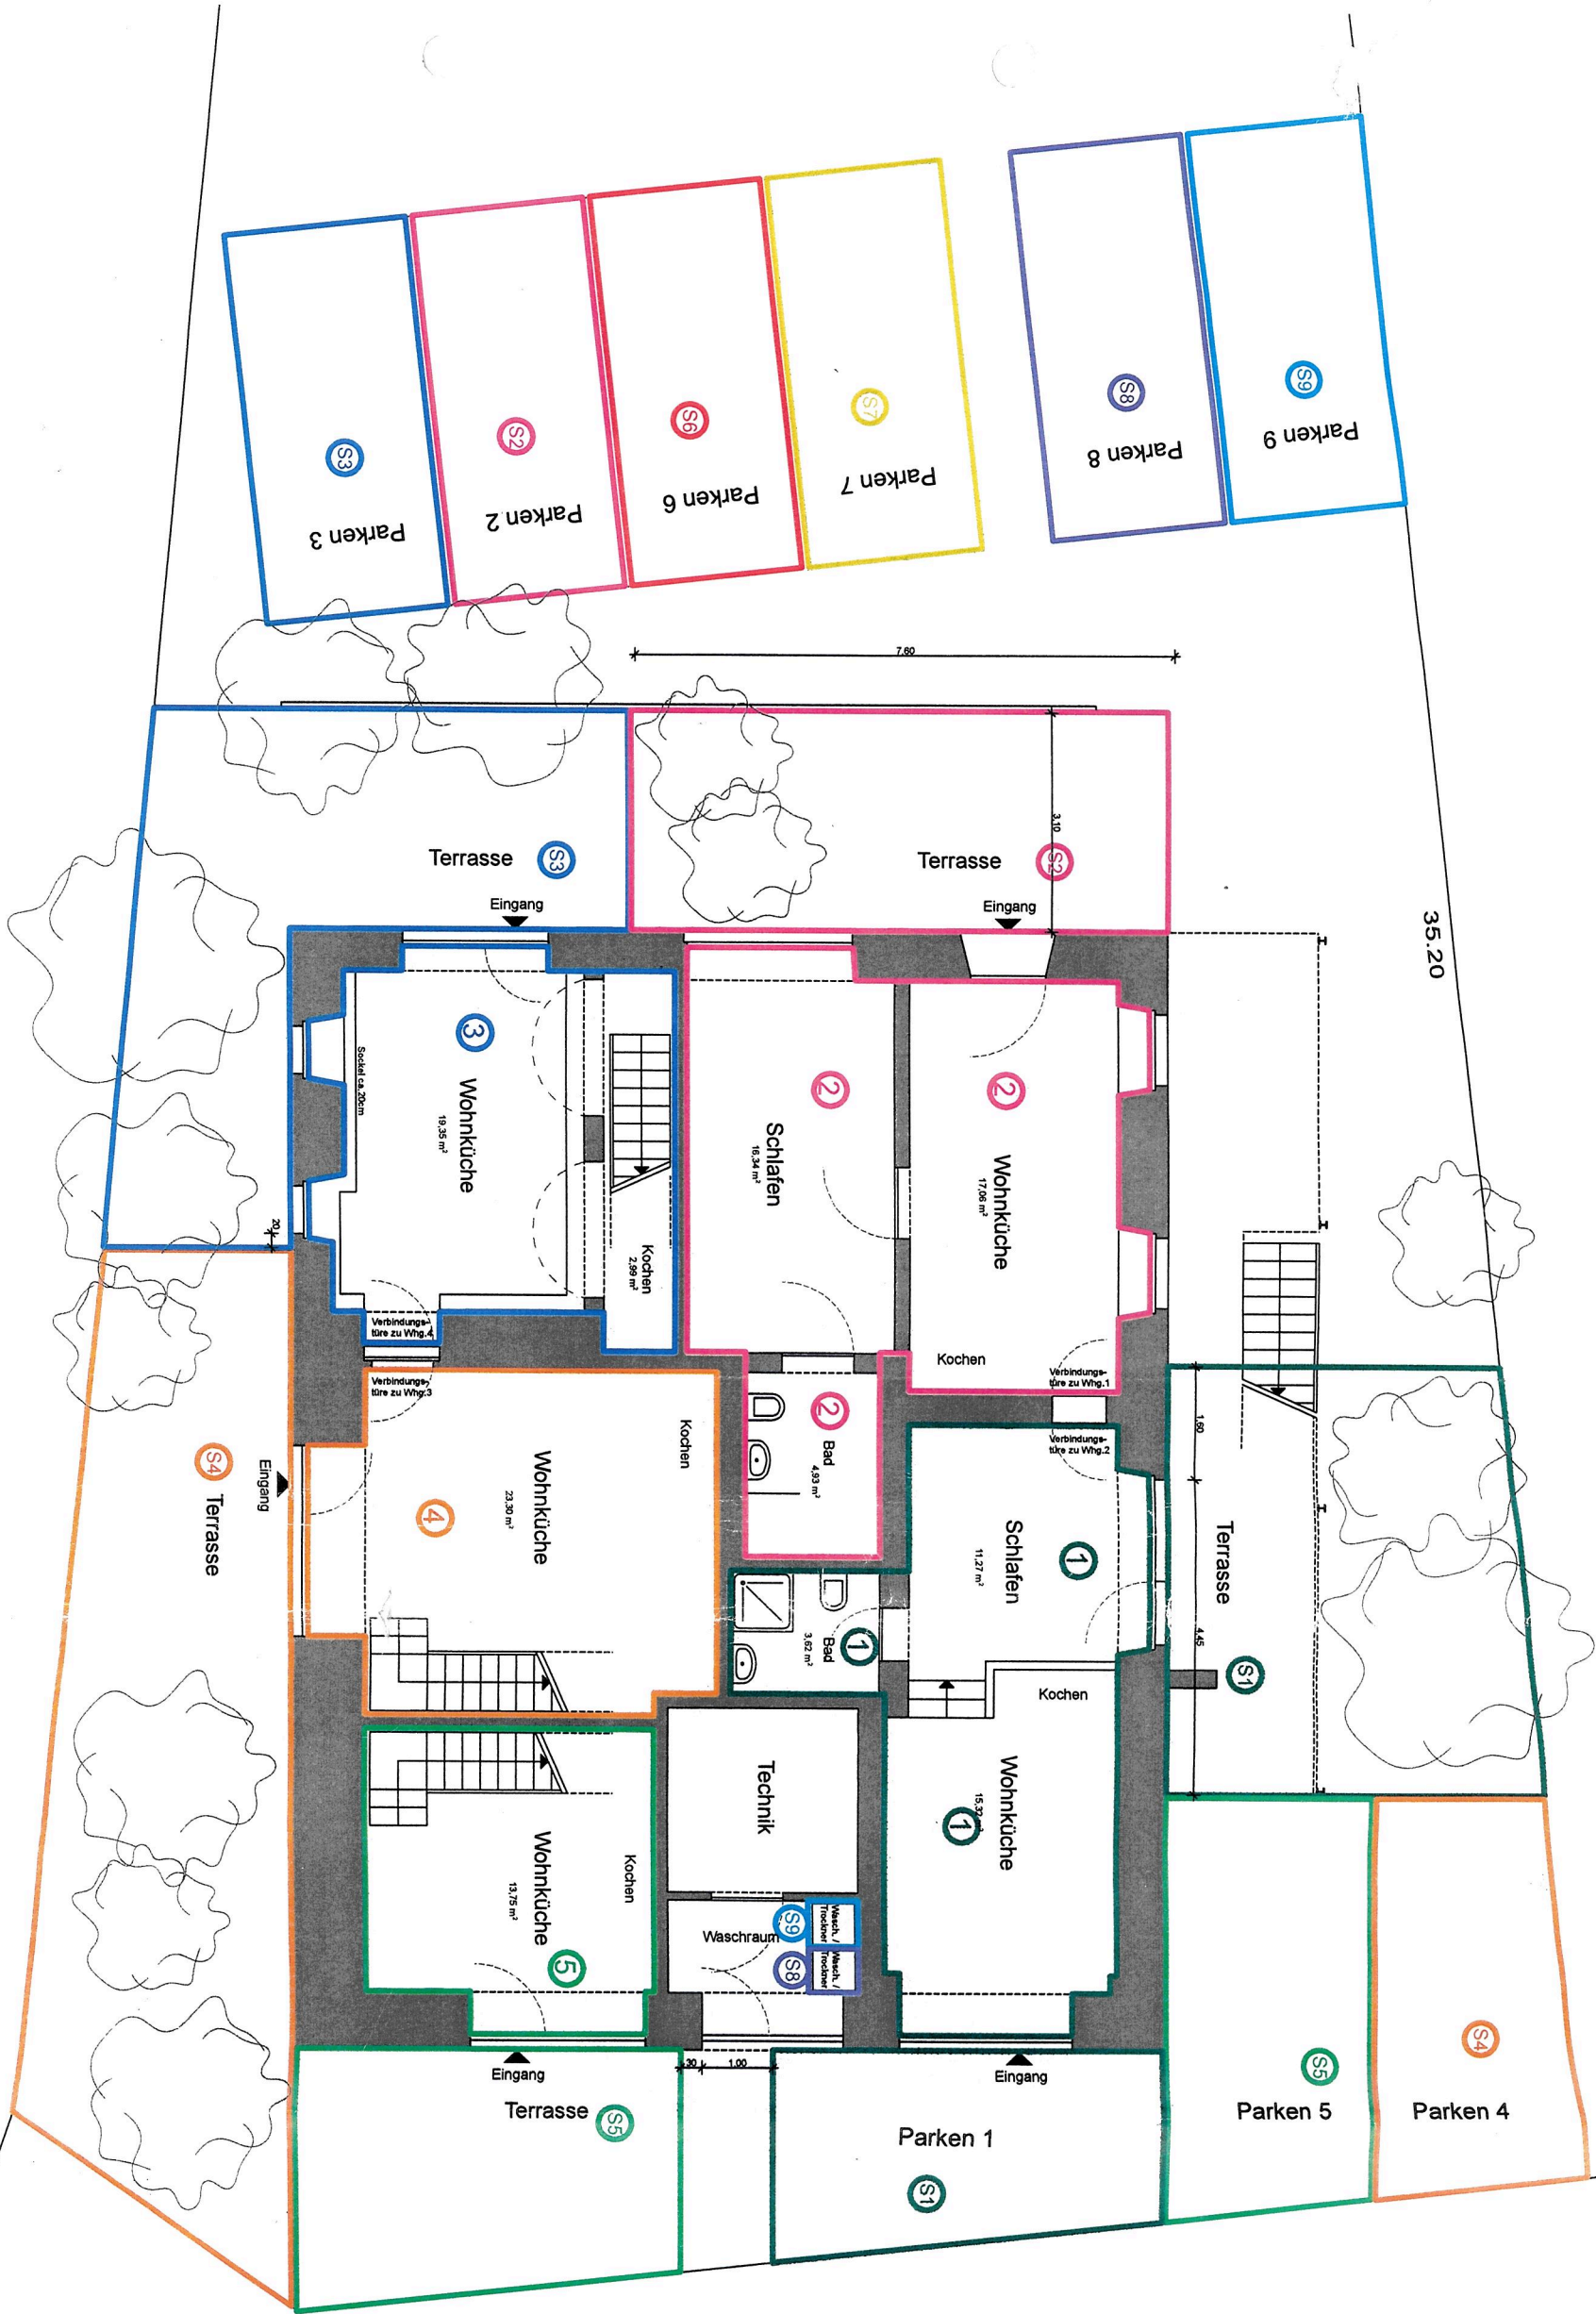 S9
Parken 9
S8
Parken 8
S7
Parken 7
S6
Parken 6
S2
Parken 2
S3
Parken 3
7.60
35.20
3.10
Terrasse
S3
Eingang
Terrasse
S2
Eingang
3
Wohnküche
19,35 m²
Sockel ca.20cm
Kochen
2,99 m²
Verbindungs-
türe zu Whg.4
20
2
Schlafen
16,34 m²
2
Wohnküche
17,06 m²
Kochen
Verbindungs-
türe zu Whg.1
2
Bad
4,93 m²
Verbindungs-
türe zu Whg.3
Kochen
Wohnküche
23,30 m²
4
S4
Terrasse
Eingang
Verbindungs-
türe zu Whg.2
Schlafen
11,27 m²
1
Bad
3,62 m²
1
Kochen
Wohnküche
15,32 m²
1
1.60
4.45
Terrasse
S1
Technik
Waschraum
Wasch. /
Trockner
S9
Wasch. /
Trockner
S8
Kochen
Wohnküche
13,75 m²
5
Eingang
Terrasse
S5
30
1.00
Eingang
Parken 1
S1
S5
Parken 5
S4
Parken 4